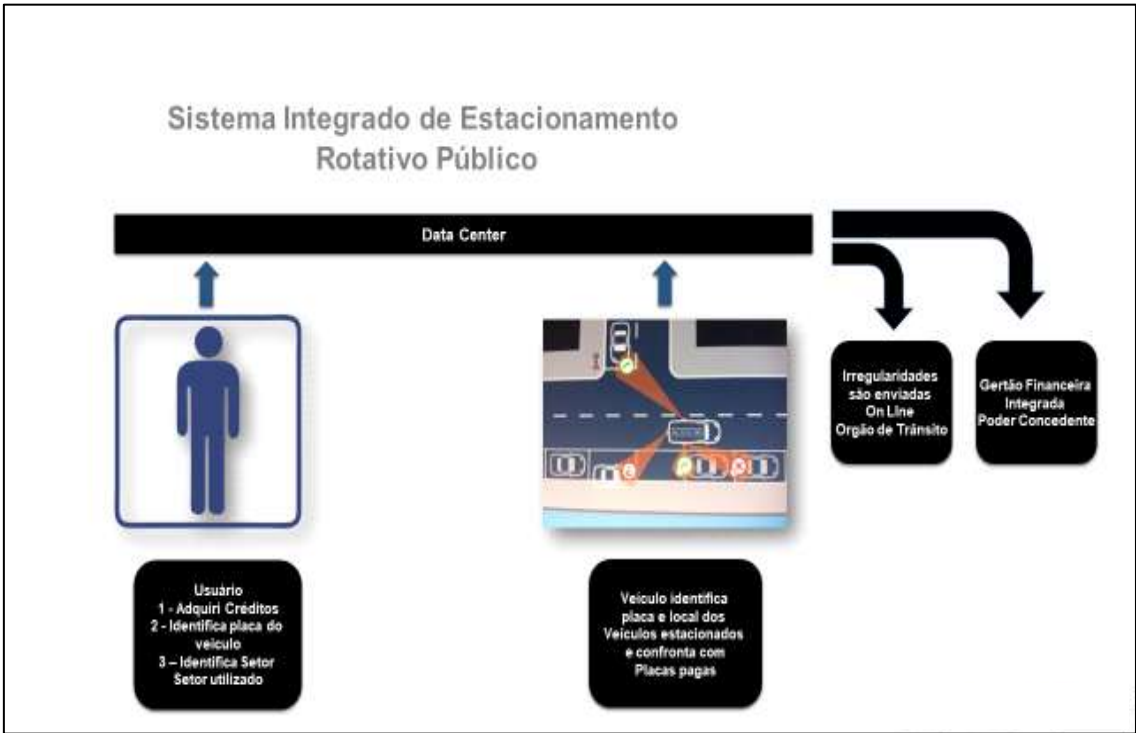 Sistema Integrado de Estacionamento
Rotativo Público
Data Center
Irregularidades
são enviadas
On LIne
Orgão de Trânsito
Gertão Financeira
Integrada
Poder Concedente
Usuário
1 - Adquiri Créditos
2 - Identifica placa do
veiculo
3 – Identifica Setor
Setor utilizado
Veículo identifica
placa e local dos
Veículos estacionados
e confronta com
Placas pagas